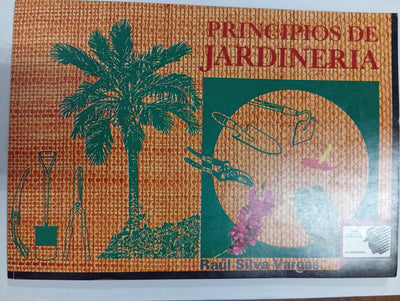 PRINCIPIOS DE
JARDINERIA
Raúl Silva Vargas